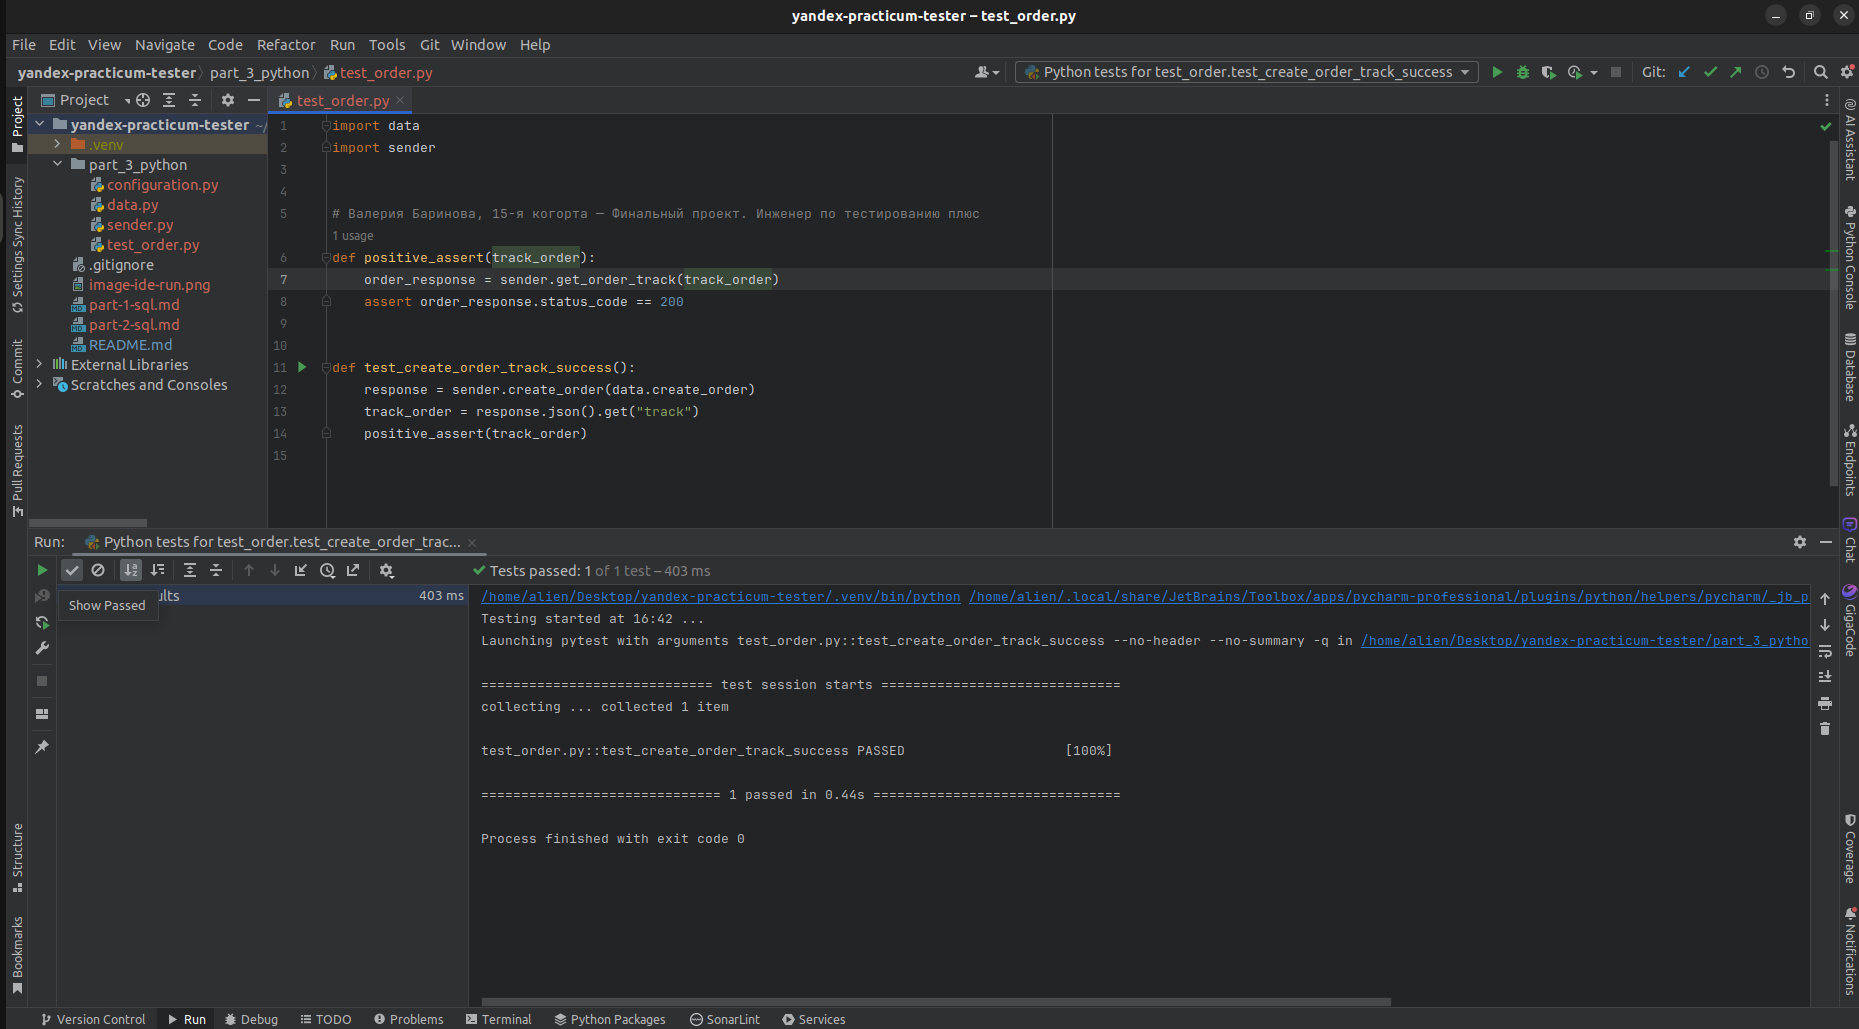 yandex-practicum-tester – test_order.py
File Edit View Navigate Code Refactor Run Tools Git Window Help
yandex-practicum-tester part_3_python test_order.py
Python tests for test_order.test_create_order_track_success
Git:
Project
test_order.py
yandex-practicum-tester ~/
.venv
part_3_python
configuration.py
data.py
sender.py
test_order.py
.gitignore
image-ide-run.png
part-1-sql.md
part-2-sql.md
README.md
External Libraries
Scratches and Consoles
1 import data
2 import sender
3
4
5 # Валерия Баринова, 15-я когорта — Финальный проект. Инженер по тестированию плюс
1 usage
6 def positive_assert(track_order):
7 order_response = sender.get_order_track(track_order)
8 assert order_response.status_code == 200
9
10
11 def test_create_order_track_success():
12 response = sender.create_order(data.create_order)
13 track_order = response.json().get("track")
14 positive_assert(track_order)
15
Project
Settings Sync History
Commit
Pull Requests
Structure
Bookmarks
AI Assistant
Python Console
Database
Endpoints
Chat
GigaCode
Coverage
Notifications
Run: Python tests for test_order.test_create_order_trac...
Tests passed: 1 of 1 test – 403 ms
ults 403 ms
Show Passed
/home/alien/Desktop/yandex-practicum-tester/.venv/bin/python /home/alien/.local/share/JetBrains/Toolbox/apps/pycharm-professional/plugins/python/helpers/pycharm/_jb_p
Testing started at 16:42 ...
Launching pytest with arguments test_order.py::test_create_order_track_success --no-header --no-summary -q in /home/alien/Desktop/yandex-practicum-tester/part_3_pytho
============================= test session starts ==============================
collecting ... collected 1 item
test_order.py::test_create_order_track_success PASSED [100%]
============================== 1 passed in 0.44s ===============================
Process finished with exit code 0
Version Control Run Debug TODO Problems Terminal Python Packages SonarLint Services